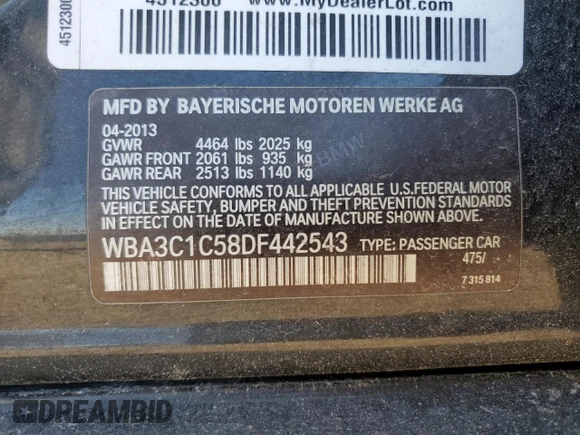 4512300
4512300 www.MyDealerLot.com
MFD BY BAYERISCHE MOTOREN WERKE AG
04-2013
GVWR 4464 lbs 2025 kg
GAWR FRONT 2061 lbs 935 kg
GAWR REAR 2513 lbs 1140 kg
THIS VEHICLE CONFORMS TO ALL APPLICABLE U.S.FEDERAL MOTOR
VEHICLE SAFETY, BUMPER AND THEFT PREVENTION STANDARDS
IN EFFECT ON THE DATE OF MANUFACTURE SHOWN ABOVE.
WBA3C1C58DF442543 TYPE: PASSENGER CAR
475/
7 315 814
DREAMBID